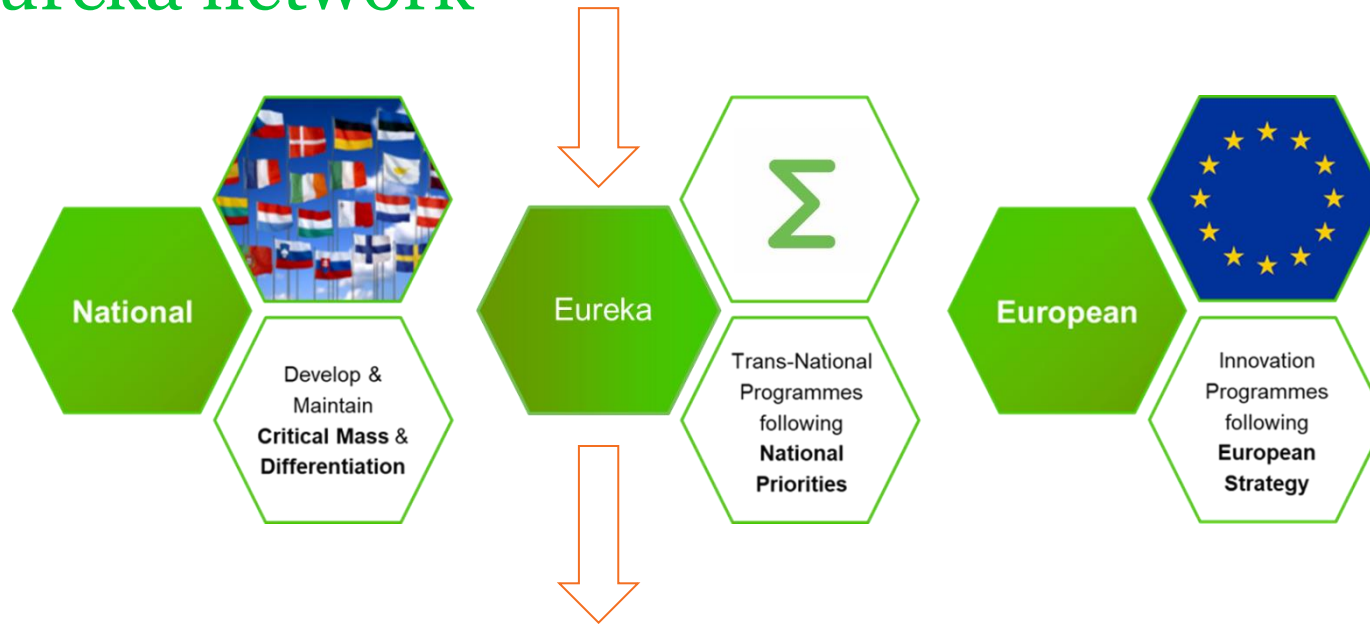 ureka network
National
Develop &
Maintain
Critical Mass &
Differentiation
Eureka
Σ
Trans-National
Programmes
following
National
Priorities
European
Innovation
Programmes
following
European
Strategy